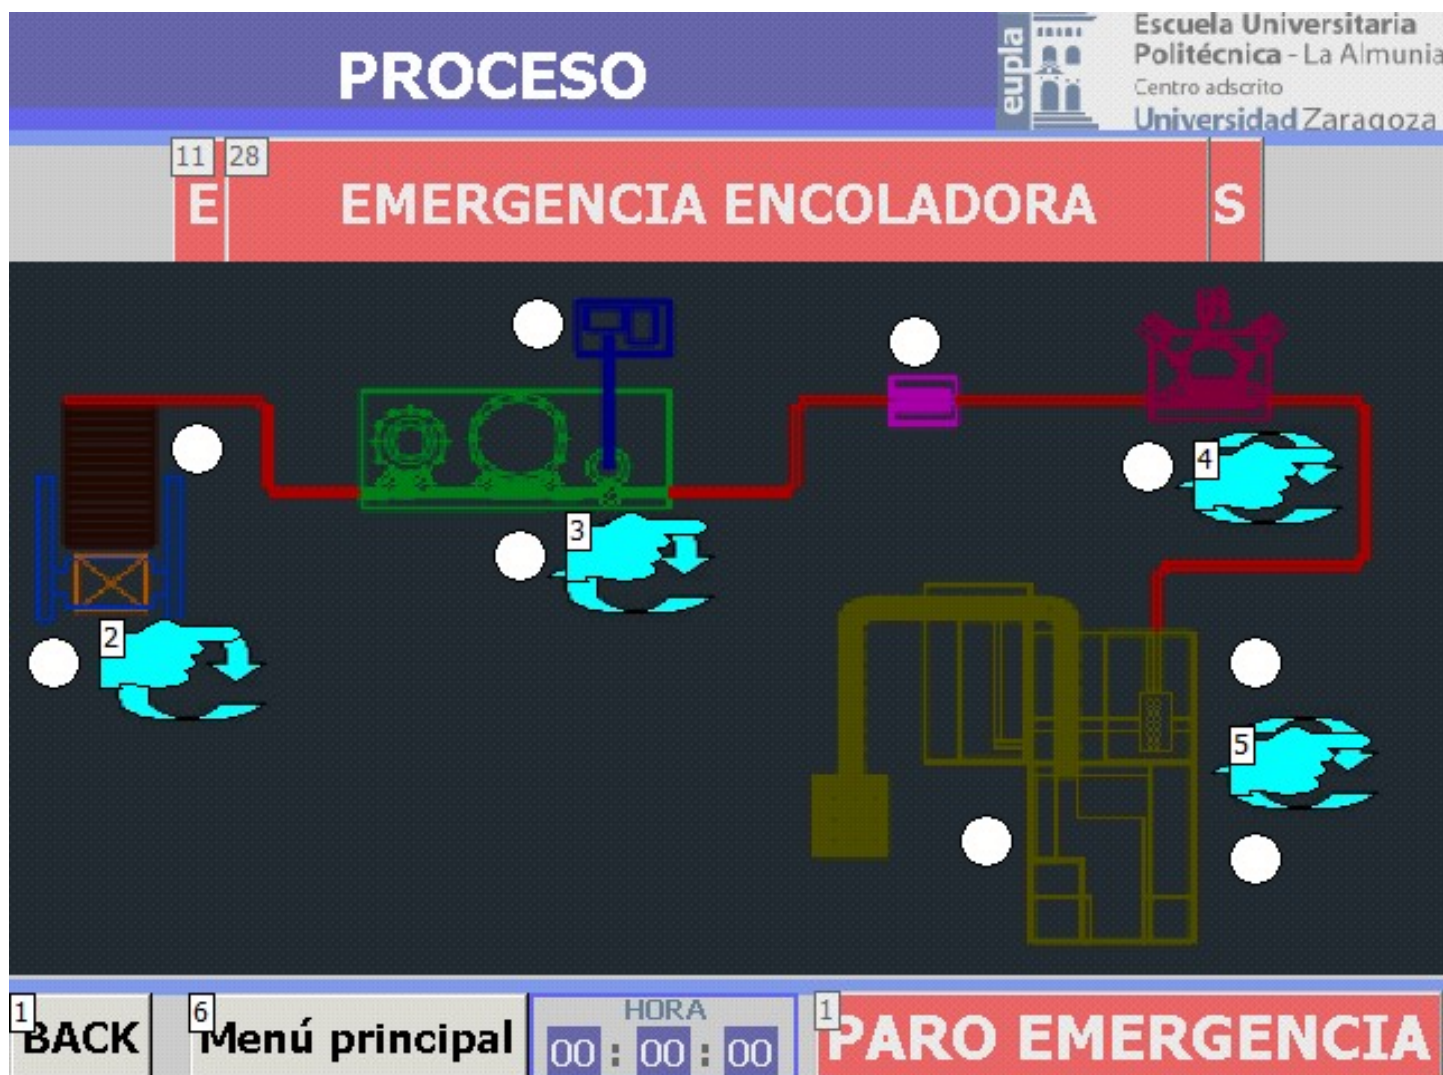 PROCESO
eupla
Escuela Universitaria
Politécnica - La Almunia
Centro adscrito
Universidad Zaragoza
11 28
E EMERGENCIA ENCOLADORA S
4
3
2
5
1 BACK
6 Menú principal
HORA
00 : 00 : 00
1 PARO EMERGENCIA